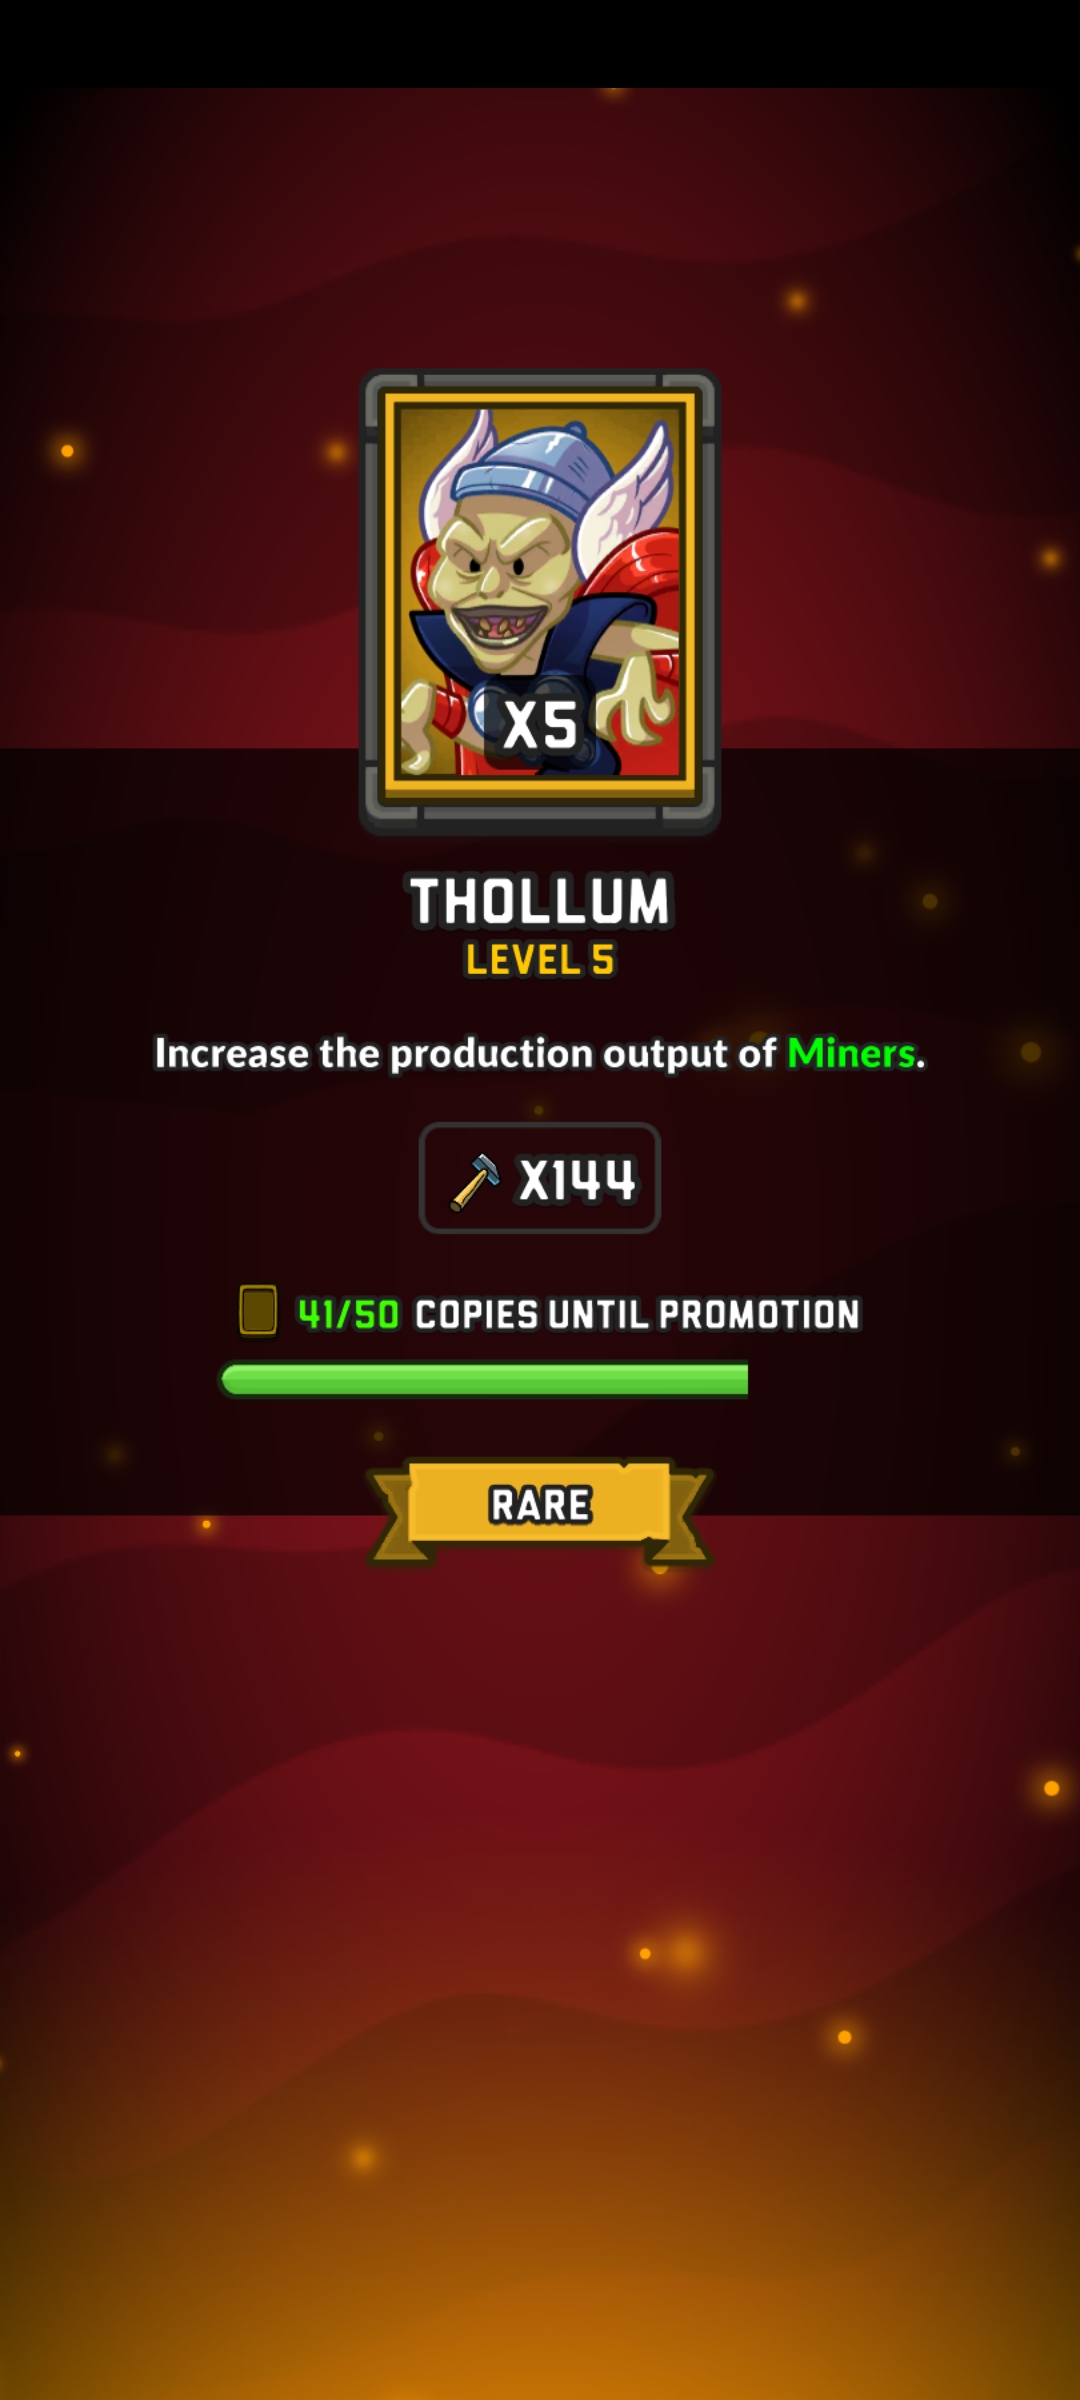 X5
THOLLUM
LEVEL 5
Increase the production output of Miners.
X144
41/50 COPIES UNTIL PROMOTION
RARE